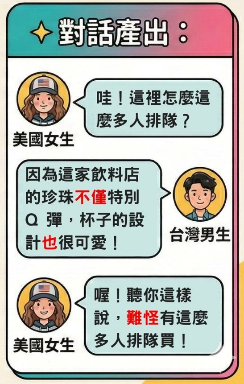 對話產出：
哇！這裡怎麼這
麼多人排隊？
美國女生
因為這家飲料店
的珍珠不僅特別
Q 彈，杯子的設
計也很可愛！
台灣男生
喔！聽你這樣
說，難怪有這麼
多人排隊買！
美國女生